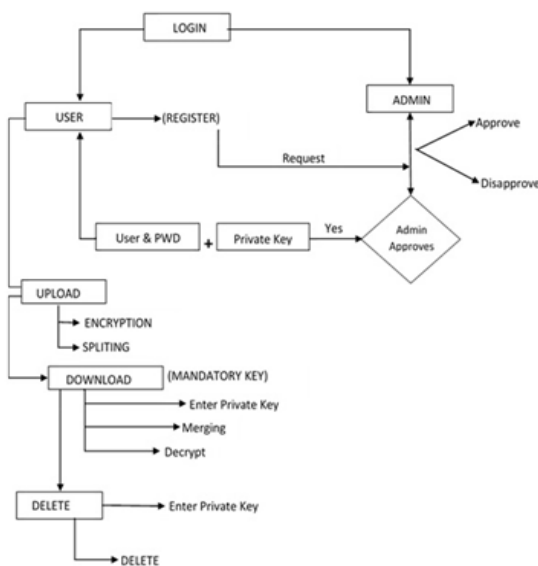 LOGIN
ADMIN
USER
(REGISTER)
Approve
Request
Disapprove
User & PWD
+
Private Key
Yes
Admin
Approves
UPLOAD
ENCRYPTION
SPLITING
DOWNLOAD
(MANDATORY KEY)
Enter Private Key
Merging
Decrypt
DELETE
Enter Private Key
DELETE